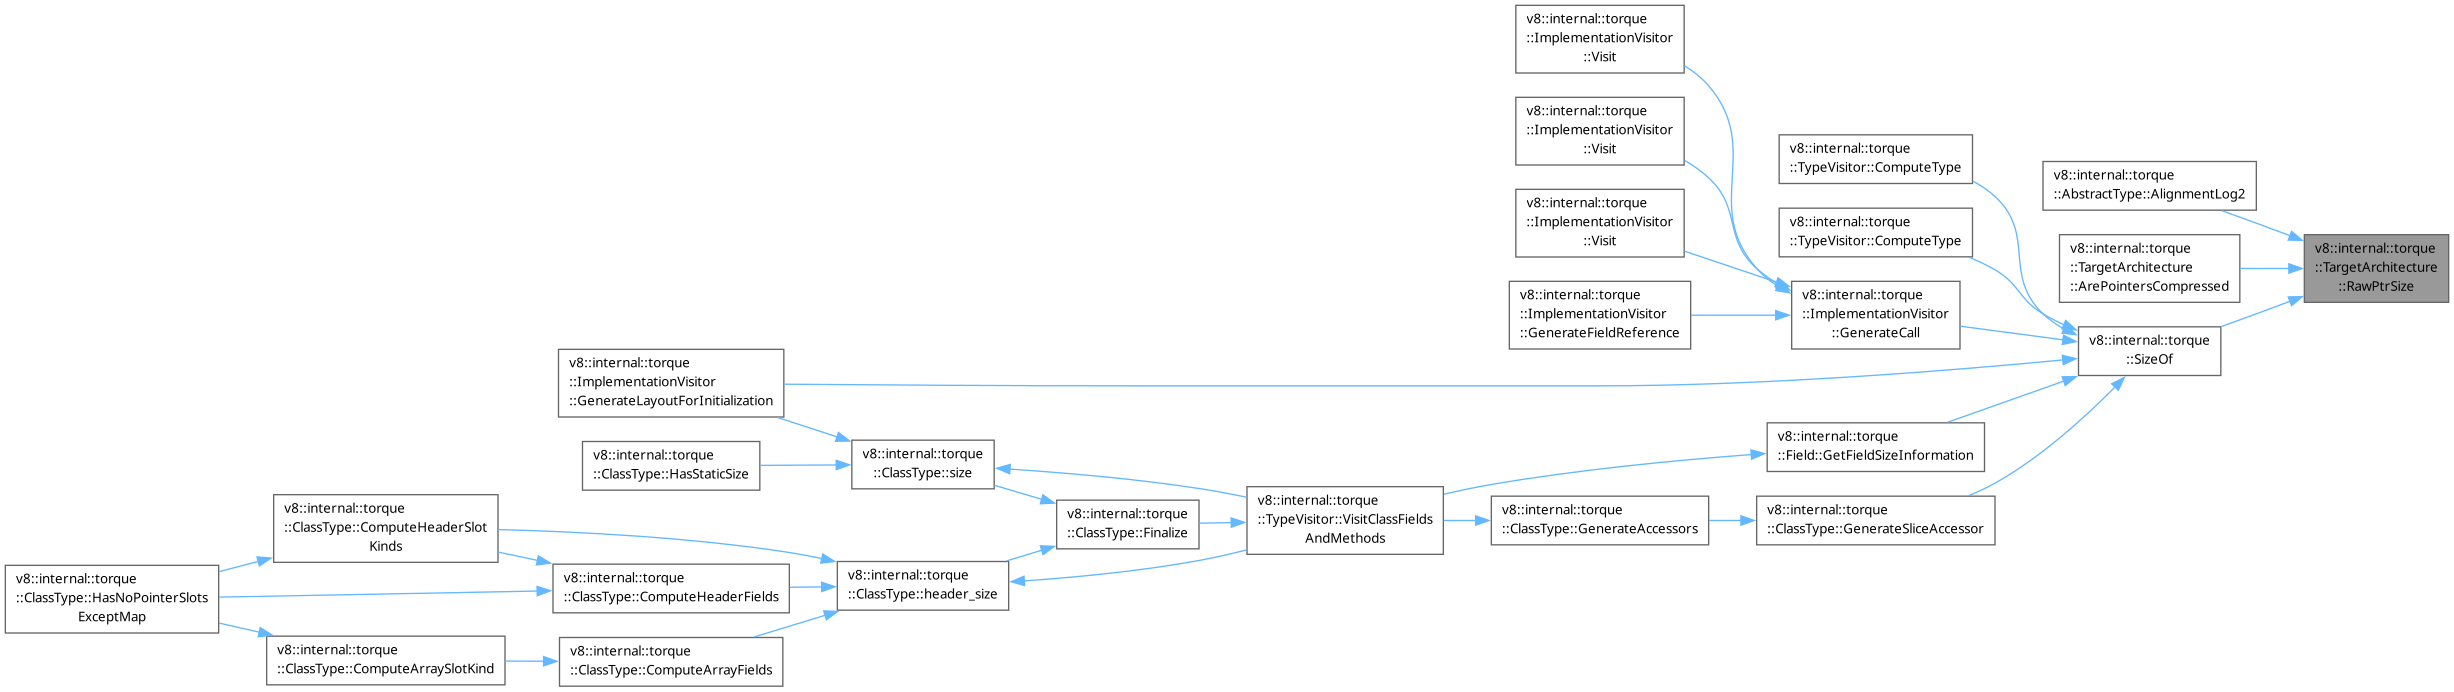 v8::internal::torque
::ImplementationVisitor
::Visit
v8::internal::torque
::ImplementationVisitor
::Visit
v8::internal::torque
::TypeVisitor::ComputeType
v8::internal::torque
::AbstractType::AlignmentLog2
v8::internal::torque
::ImplementationVisitor
::Visit
v8::internal::torque
::TypeVisitor::ComputeType
v8::internal::torque
::TargetArchitecture
::ArePointersCompressed
v8::internal::torque
::TargetArchitecture
::RawPtrSize
v8::internal::torque
::ImplementationVisitor
::GenerateFieldReference
v8::internal::torque
::ImplementationVisitor
::GenerateCall
v8::internal::torque
::SizeOf
v8::internal::torque
::ImplementationVisitor
::GenerateLayoutForInitialization
v8::internal::torque
::Field::GetFieldSizeInformation
v8::internal::torque
::ClassType::HasStaticSize
v8::internal::torque
::ClassType::size
v8::internal::torque
::ClassType::ComputeHeaderSlot
Kinds
v8::internal::torque
::ClassType::Finalize
v8::internal::torque
::TypeVisitor::VisitClassFields
AndMethods
v8::internal::torque
::ClassType::GenerateAccessors
v8::internal::torque
::ClassType::GenerateSliceAccessor
v8::internal::torque
::ClassType::HasNoPointerSlots
ExceptMap
v8::internal::torque
::ClassType::ComputeHeaderFields
v8::internal::torque
::ClassType::header_size
v8::internal::torque
::ClassType::ComputeArraySlotKind
v8::internal::torque
::ClassType::ComputeArrayFields